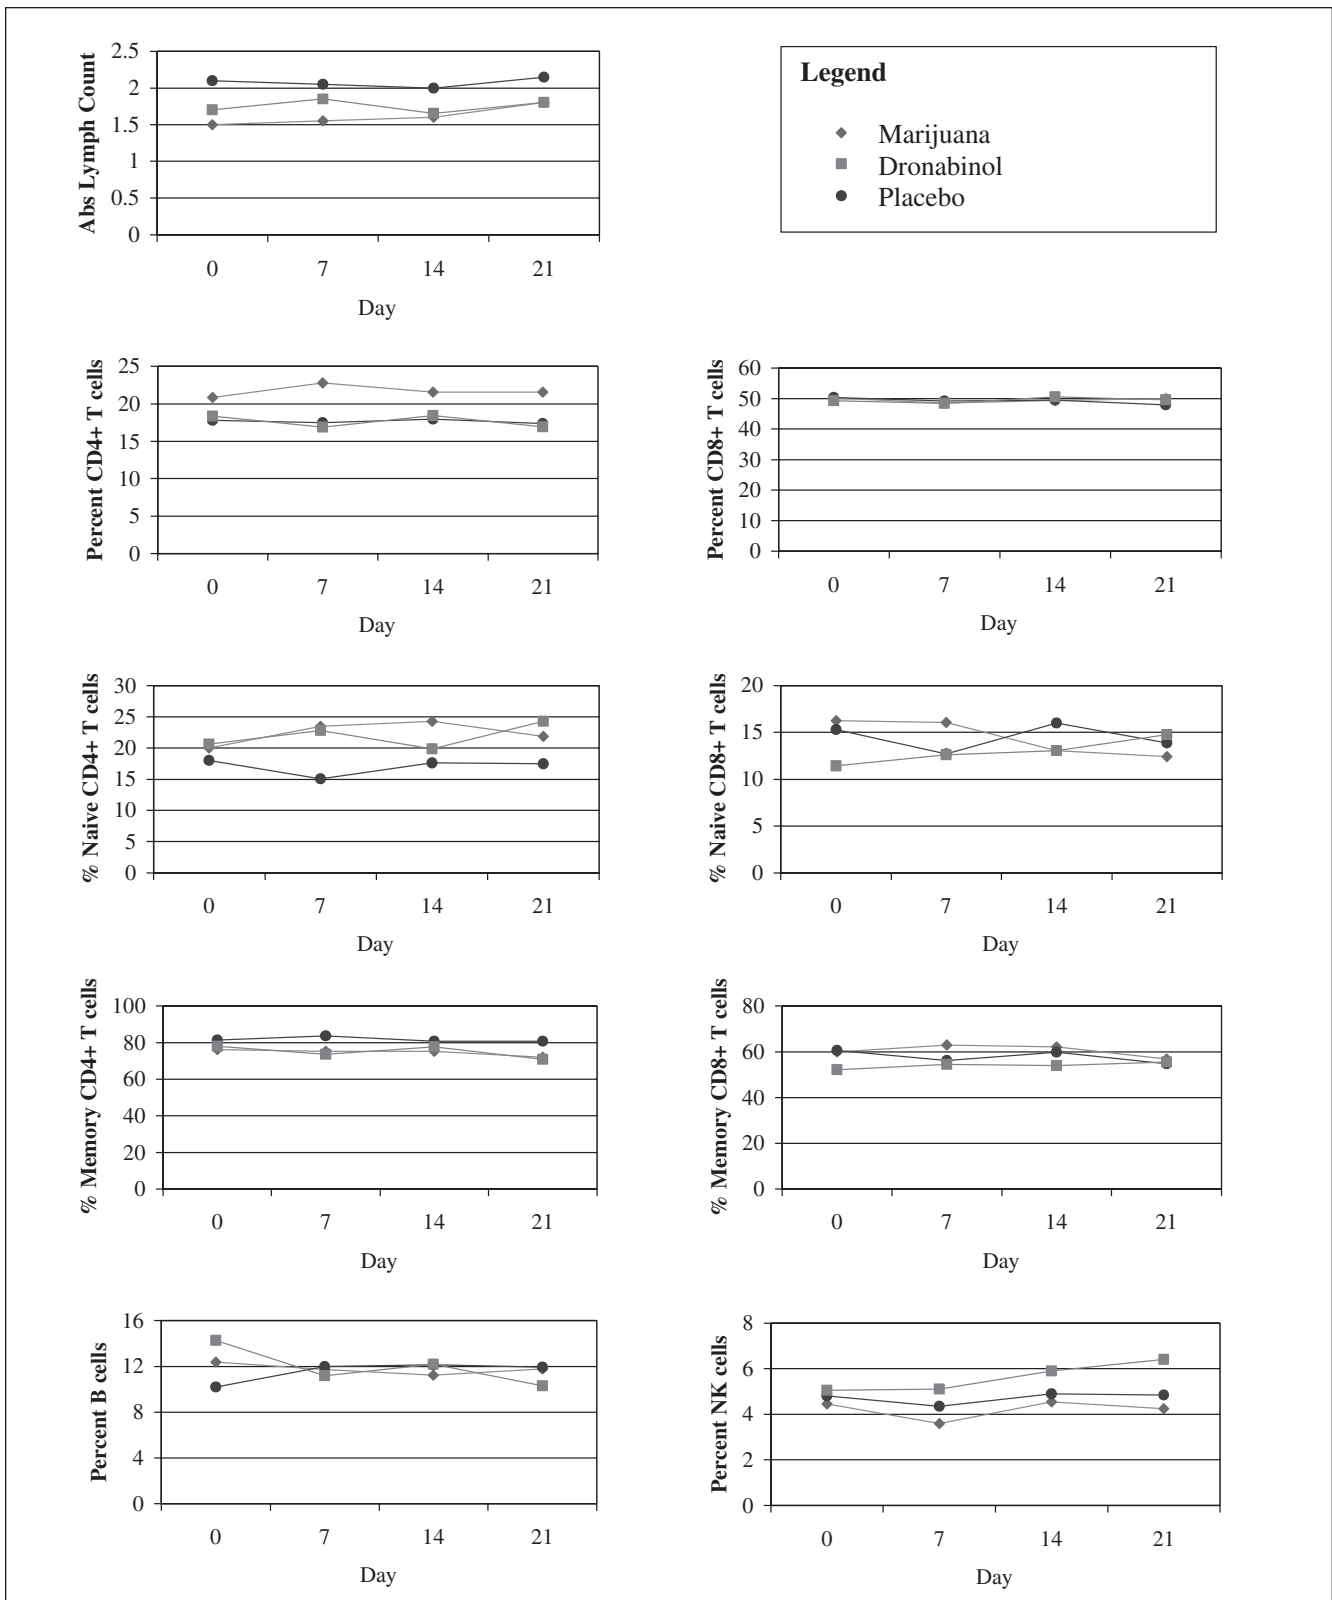 Abs Lymph Count
2.5
2
1.5
1
0.5
0
0 7 14 21
Day
Legend
Marijuana
Dronabinol
Placebo
Percent CD4+ T cells
25
20
15
10
5
0
0 7 14 21
Day
Percent CD8+ T cells
60
50
40
30
20
10
0
0 7 14 21
Day
% Naive CD4+ T cells
30
25
20
15
10
5
0
0 7 14 21
Day
% Naive CD8+ T cells
20
15
10
5
0
0 7 14 21
Day
% Memory CD4+ T cells
100
80
60
40
20
0
0 7 14 21
Day
% Memory CD8+ T cells
80
60
40
20
0
0 7 14 21
Day
Percent B cells
16
12
8
4
0
0 7 14 21
Day
Percent NK cells
8
6
4
2
0
0 7 14 21
Day